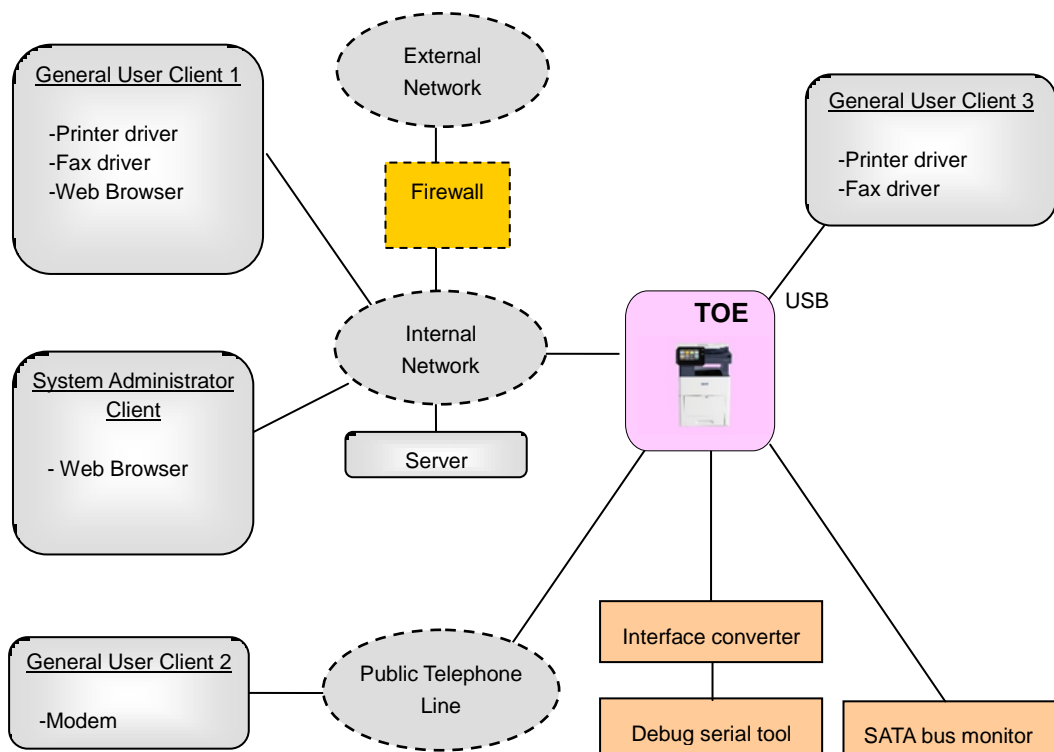 General User Client 1
-Printer driver
-Fax driver
-Web Browser
External
Network
Firewall
General User Client 3
-Printer driver
-Fax driver
USB
TOE
Internal
Network
System Administrator
Client
- Web Browser
Server
General User Client 2
-Modem
Public Telephone
Line
Interface converter
Debug serial tool
SATA bus monitor